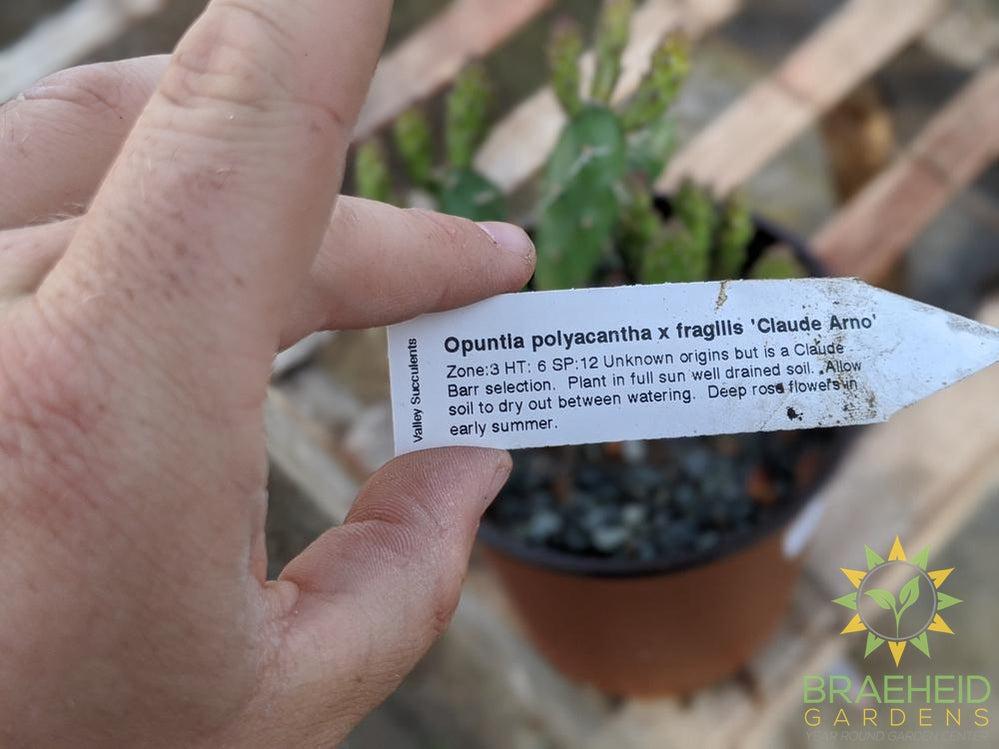 Valley Succulents
Opuntia polyacantha x fragilis 'Claude Arno'
Zone:3 HT: 6 SP:12 Unknown origins but is a Claude
Barr selection. Plant in full sun well drained soil. Allow
soil to dry out between watering. Deep rose flowers in
early summer.
BRAEHEID
GARDENS
YEAR ROUND GARDEN CENTER